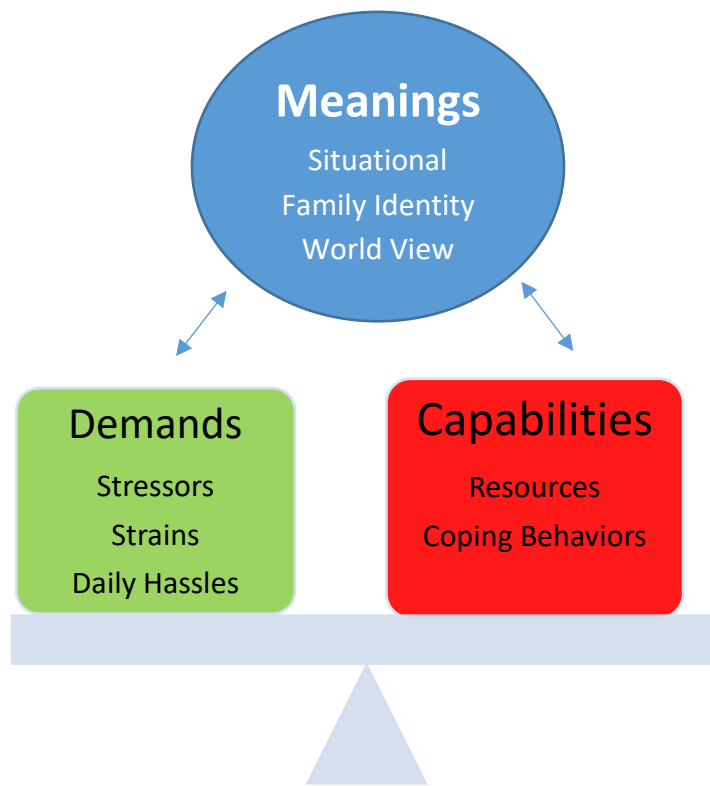 Meanings
Situational
Family Identity
World View
Demands
Stressors
Strains
Daily Hassles
Capabilities
Resources
Coping Behaviors